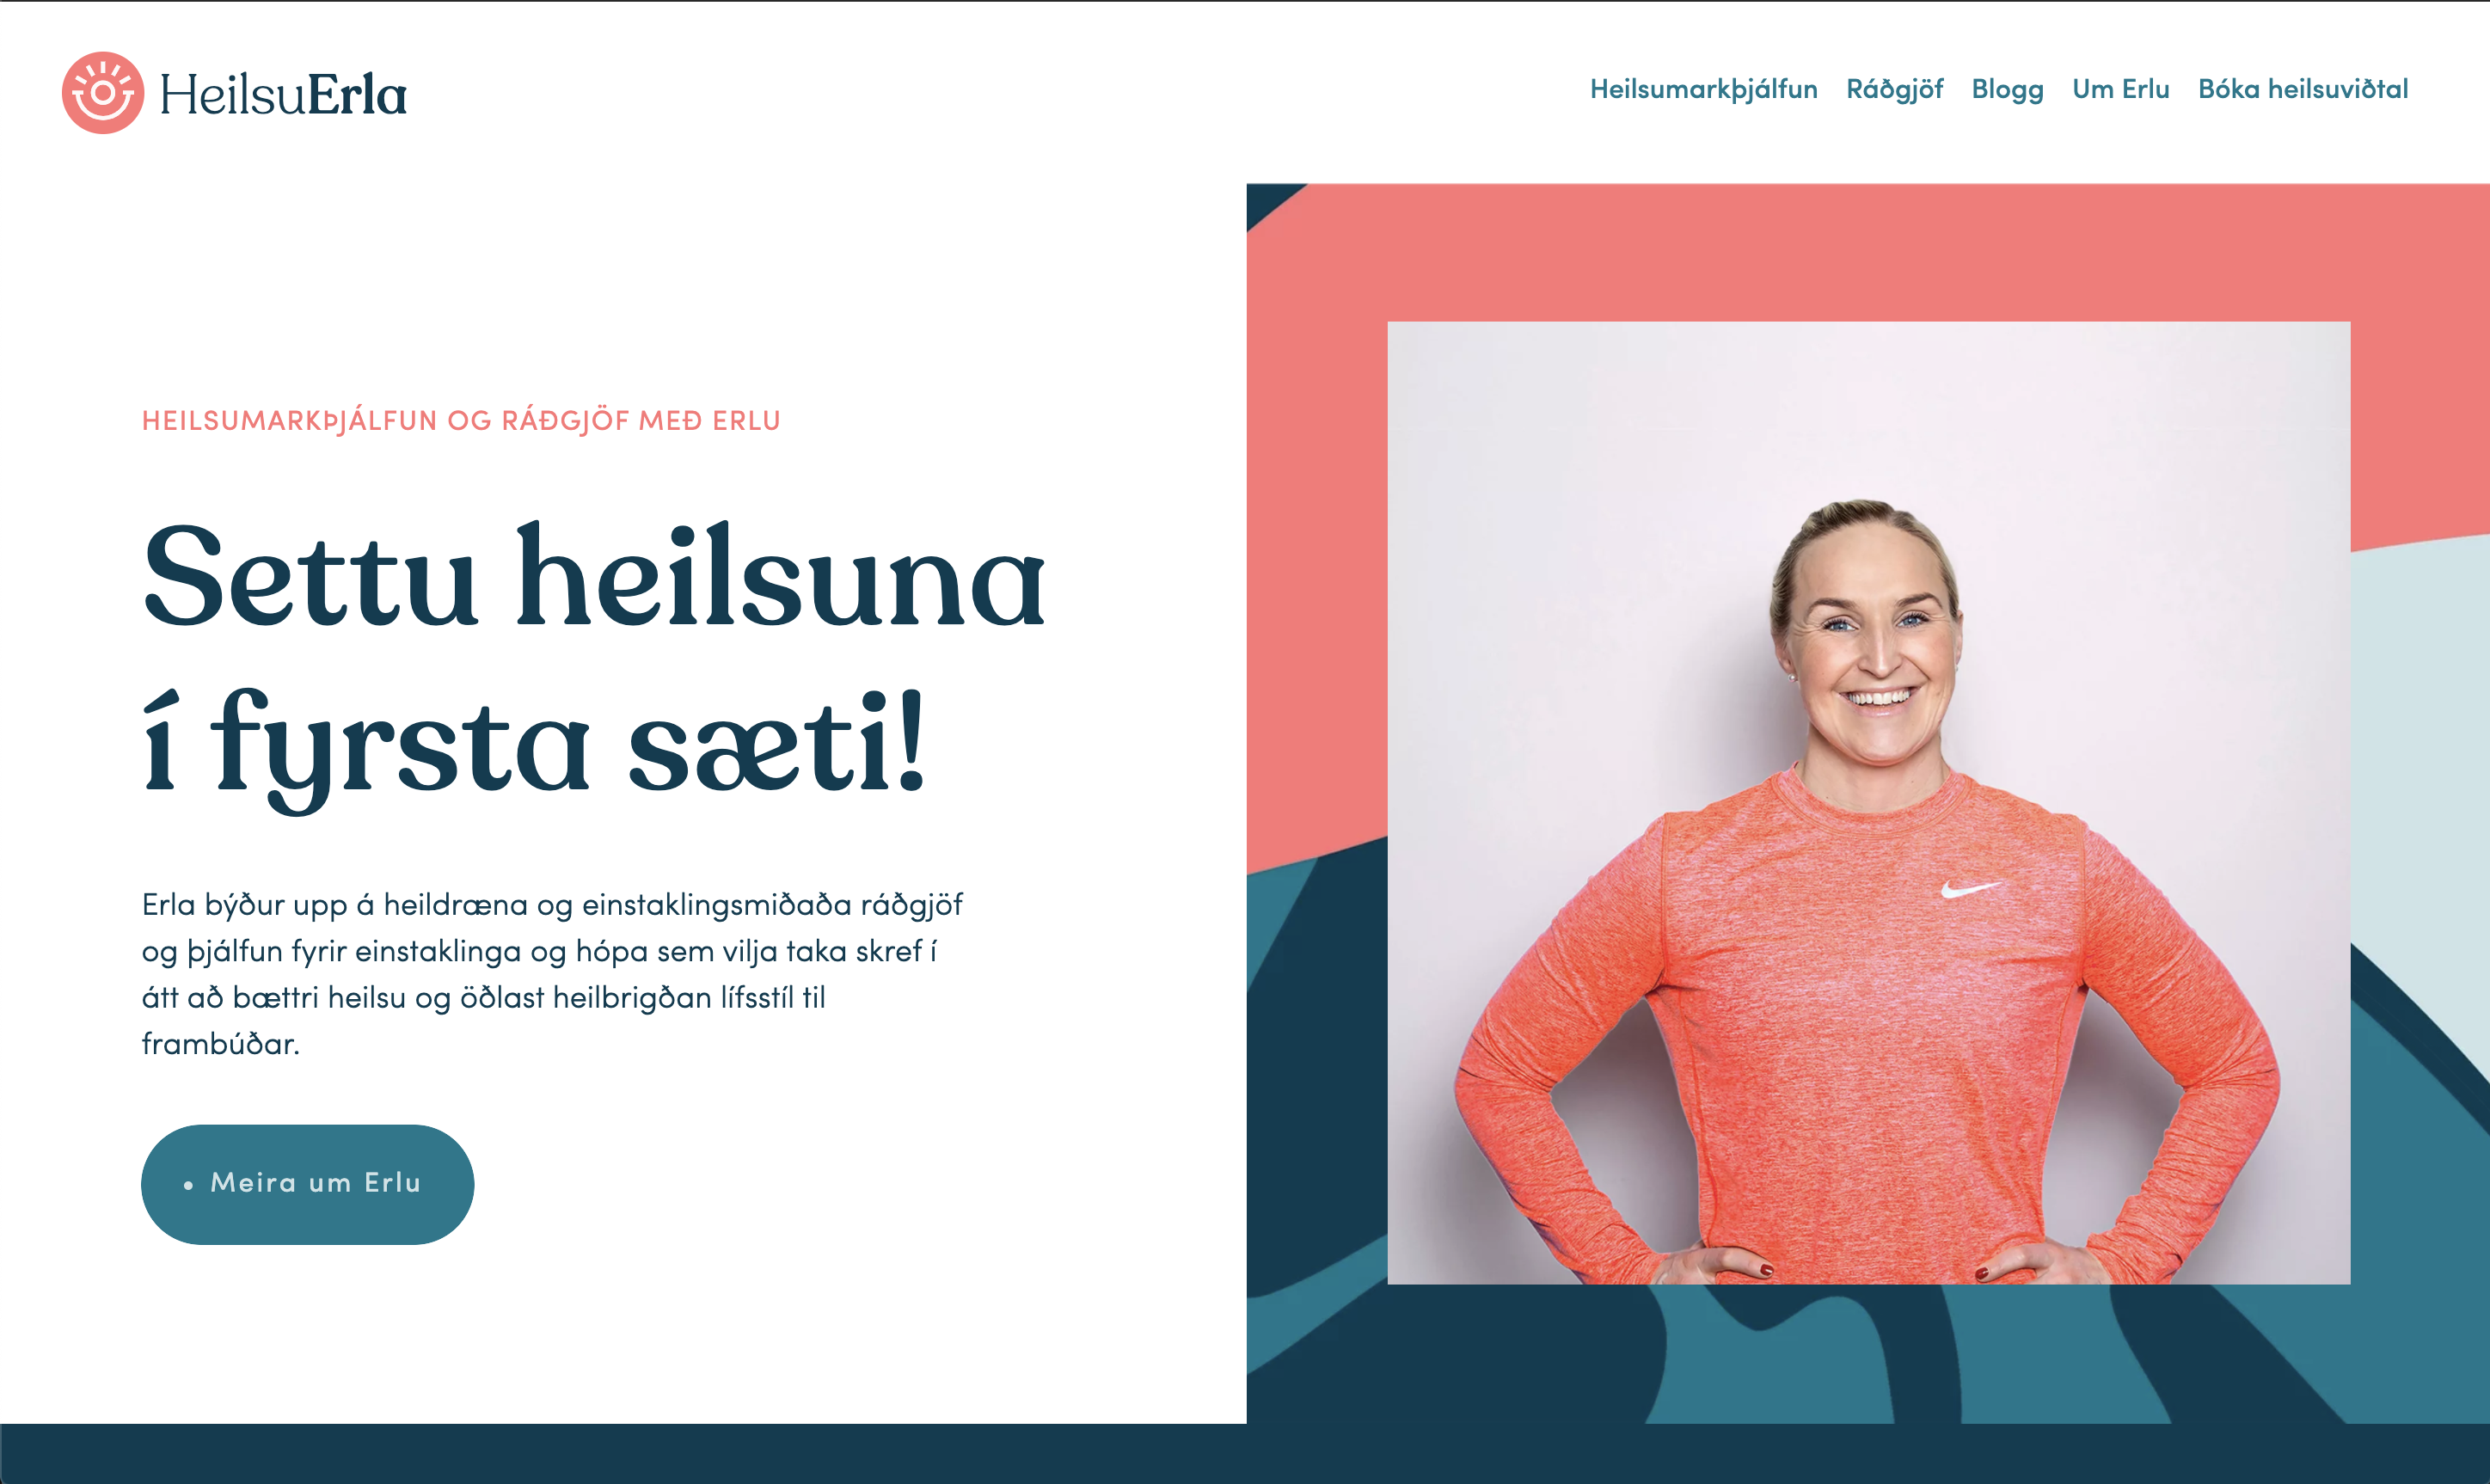 HeilsuErla
Heilsumarkþjálfun Ráðgjöf Blogg Um Erlu Bóka heilsuviðtal
HEILSUMARKÞJÁLFUN OG RÁÐGJÖF MEÐ ERLU
Settu heilsuna
í fyrsta sæti!
Erla býður upp á heildræna og einstaklingsmiðaða ráðgjöf
og þjálfun fyrir einstaklinga og hópa sem vilja taka skref í
átt að bættri heilsu og öðlast heilbrigðan lífsstíl til
frambúðar.
• Meira um Erlu